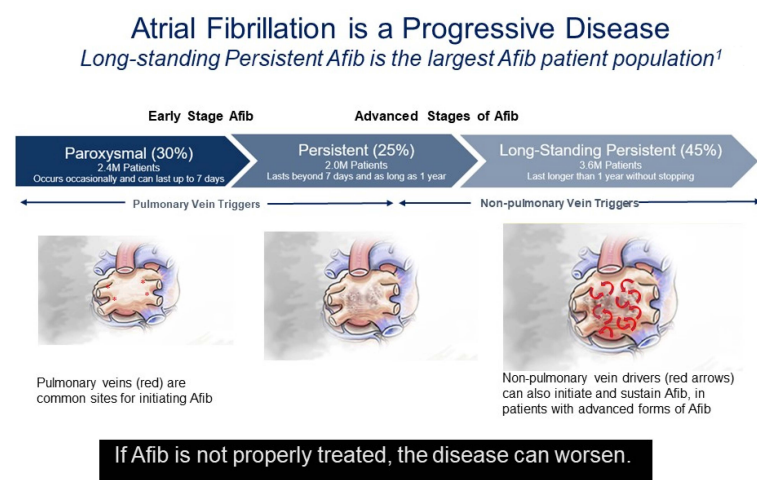 Atrial Fibrillation is a Progressive Disease
Long-standing Persistent Afib is the largest Afib patient population¹
Early Stage Afib
Advanced Stages of Afib
Paroxysmal (30%)
2.4M Patients
Occurs occasionally and can last up to 7 days
Persistent (25%)
2.0M Patients
Lasts beyond 7 days and as long as 1 year
Long-Standing Persistent (45%)
3.6M Patients
Last longer than 1 year without stopping
Pulmonary Vein Triggers
Non-pulmonary Vein Triggers
Pulmonary veins (red) are
common sites for initiating Afib
Non-pulmonary vein drivers (red arrows)
can also initiate and sustain Afib, in
patients with advanced forms of Afib
If Afib is not properly treated, the disease can worsen.